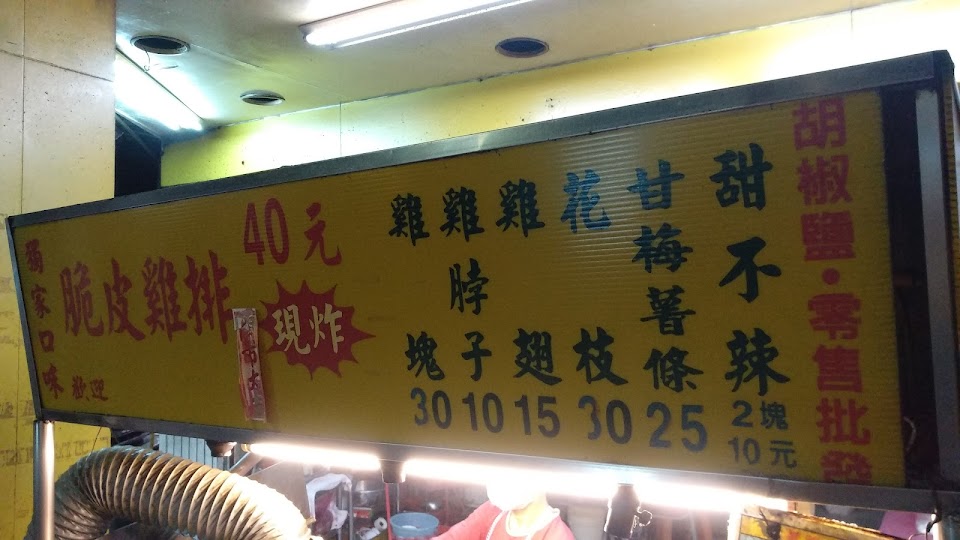 獨家口味
歡迎
脆皮雞排
40元
現炸
雞塊 30
雞脖子 10
雞翅 15
花枝 30
甘梅薯條 25
甜不辣 2塊10元
胡椒鹽·零售批發